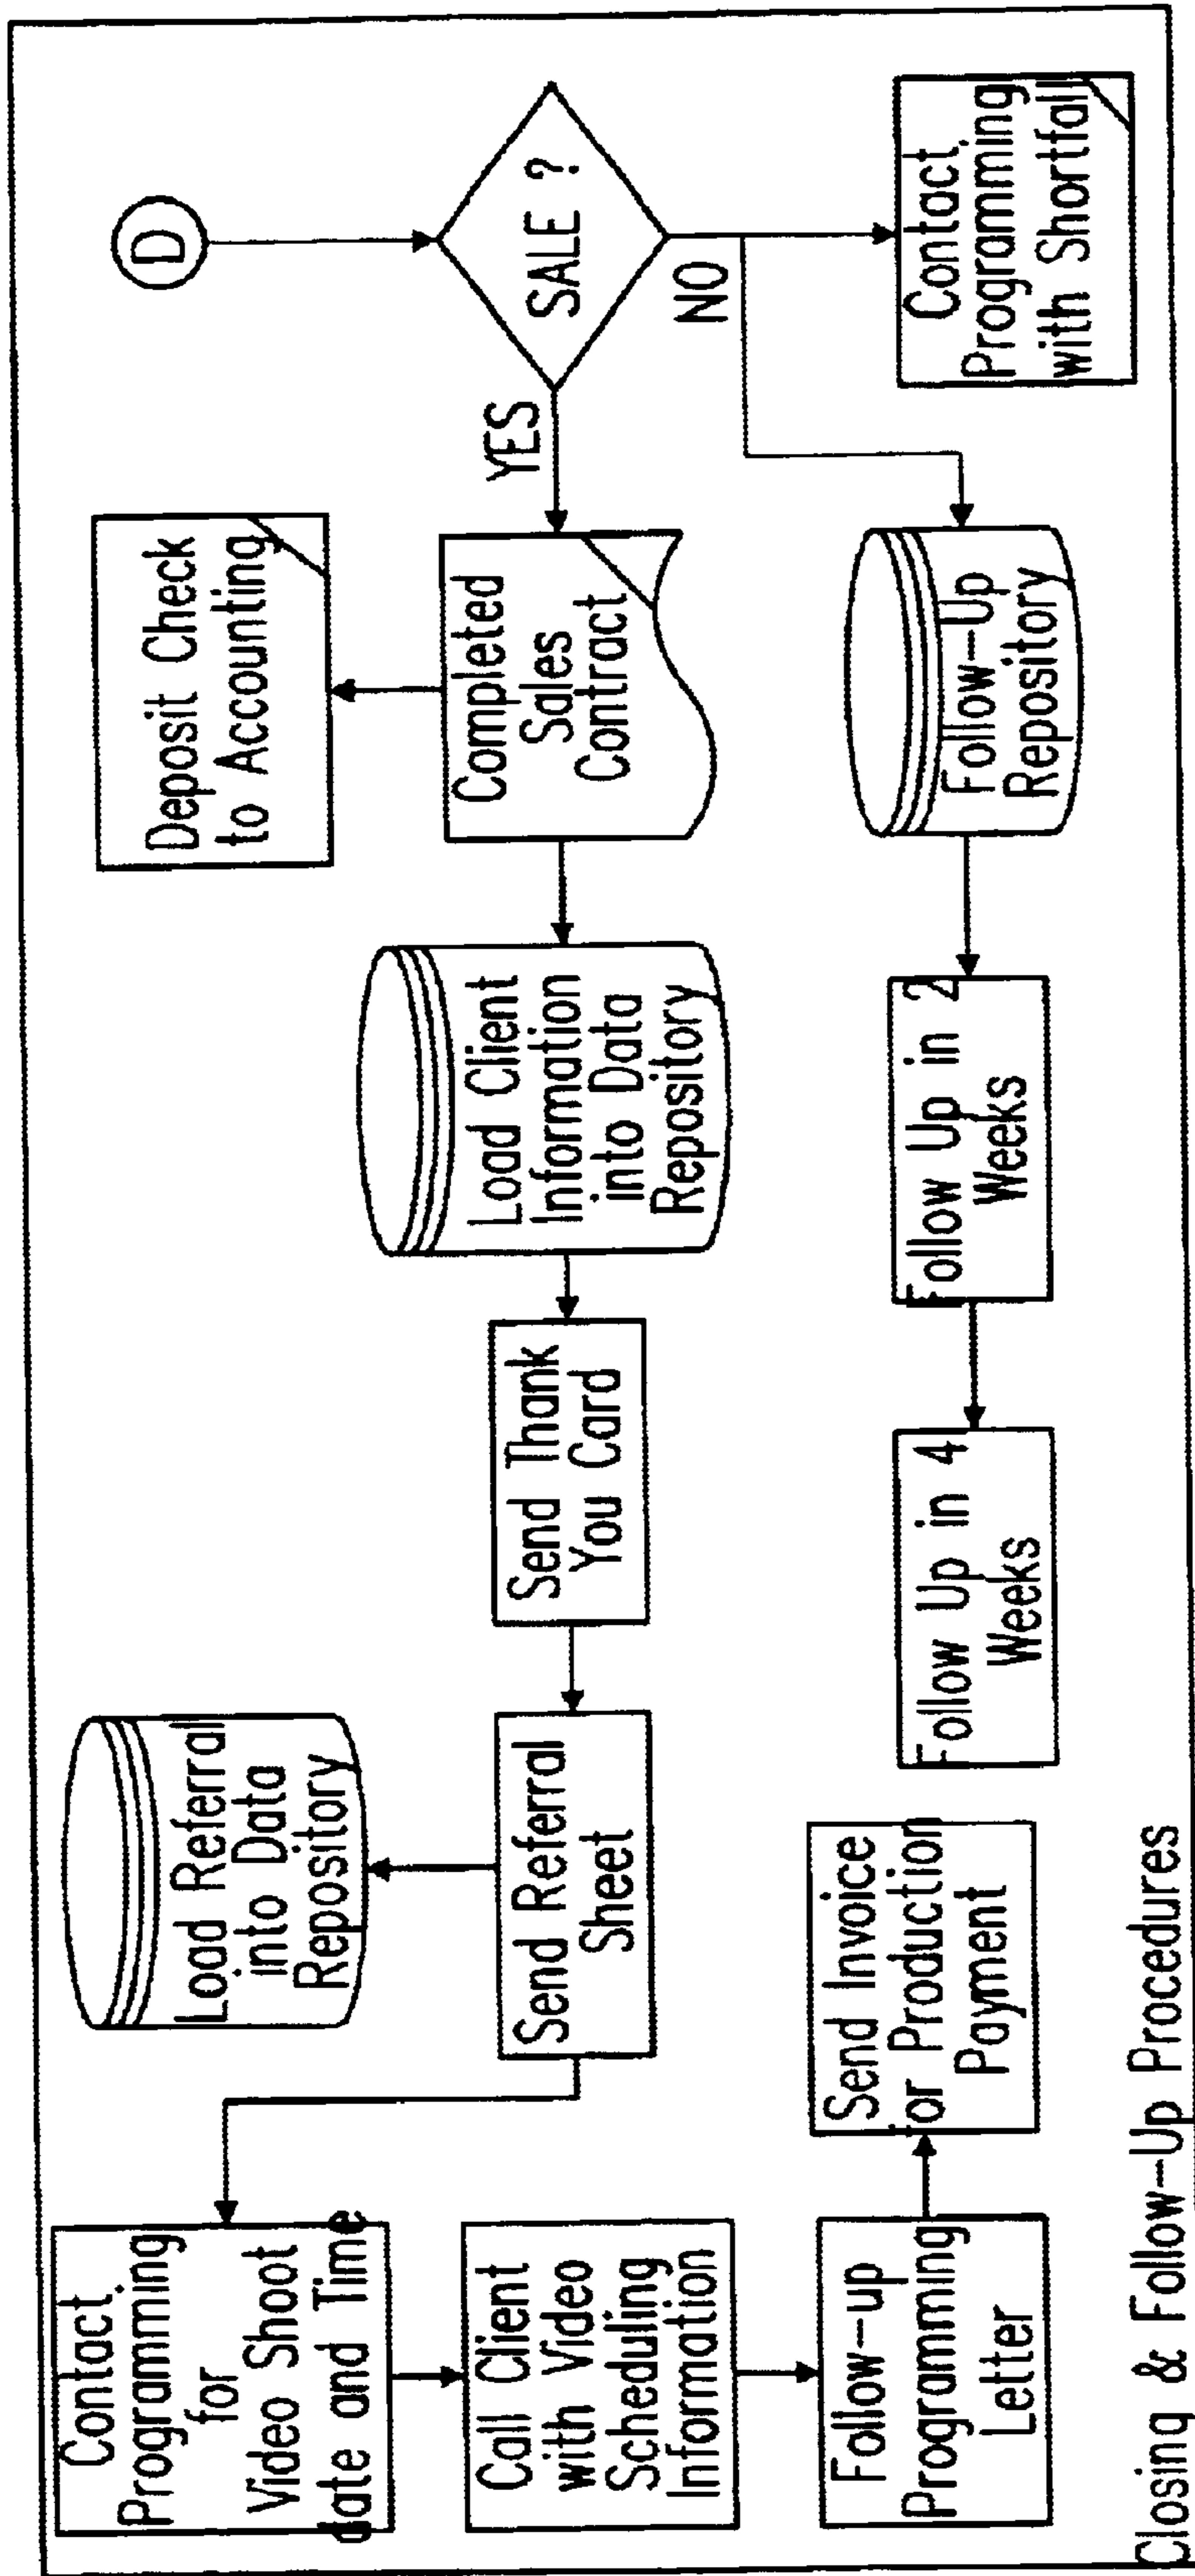 D
SALE ?
YES
NO
Contact
Programming
with Shortfall
Deposit Check
to Accounting
Completed
Sales
Contract
Follow-Up
Repository
Load Client
Information
into Data
Repository
Follow Up in 2
Weeks
Send Thank
You Card
Follow Up in 4
Weeks
Load Referral
into Data
Repository
Send Referral
Sheet
Contact
Programming
for
Video Shoot
date and Time
Call Client
with Video
Scheduling
Information
Follow-up
Programming
Letter
Send Invoice
for Production
Payment
Closing & Follow-Up Procedures